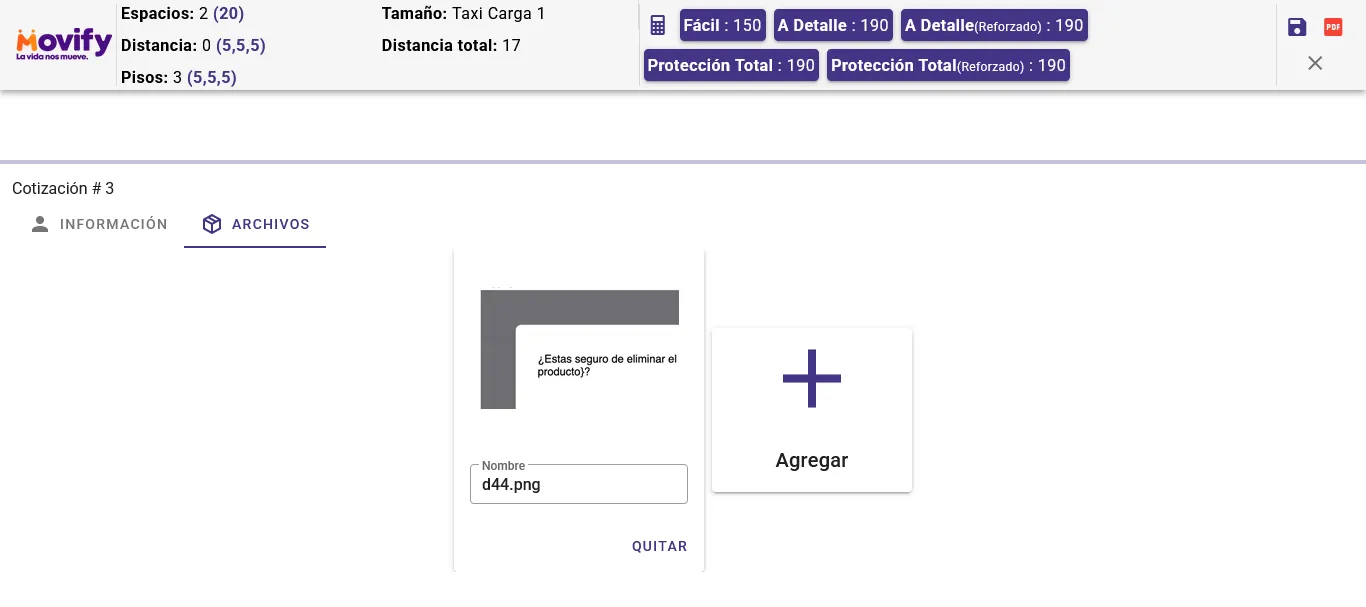 Movify
La vida nos mueve.
Espacios: 2 (20)
Distancia: 0 (5,5,5)
Pisos: 3 (5,5,5)
Tamaño: Taxi Carga 1
Distancia total: 17
Fácil : 150
A Detalle : 190
A Detalle(Reforzado) : 190
Protección Total : 190
Protección Total(Reforzado) : 190
PDF
Cotización # 3
INFORMACIÓN
ARCHIVOS
¿Estas seguro de eliminar el
producto}?
Nombre
d44.png
QUITAR
Agregar